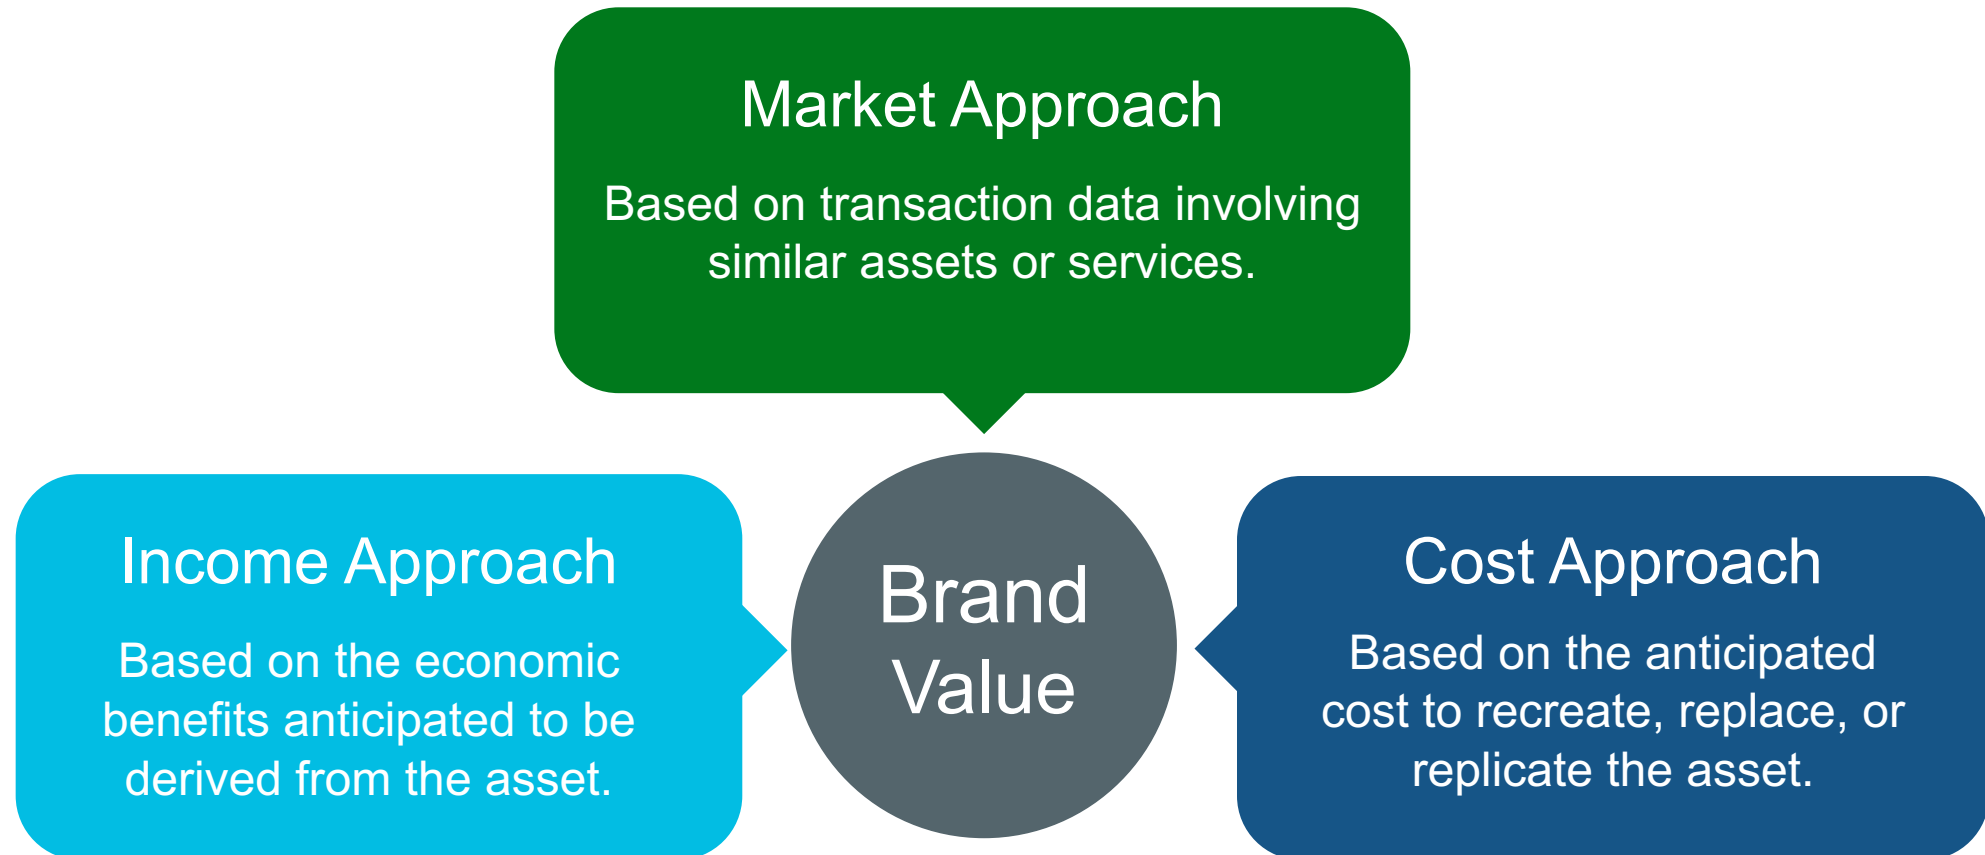 Market Approach
Based on transaction data involving
similar assets or services.
Income Approach
Based on the economic
benefits anticipated to be
derived from the asset.
Brand
Value
Cost Approach
Based on the anticipated
cost to recreate, replace, or
replicate the asset.